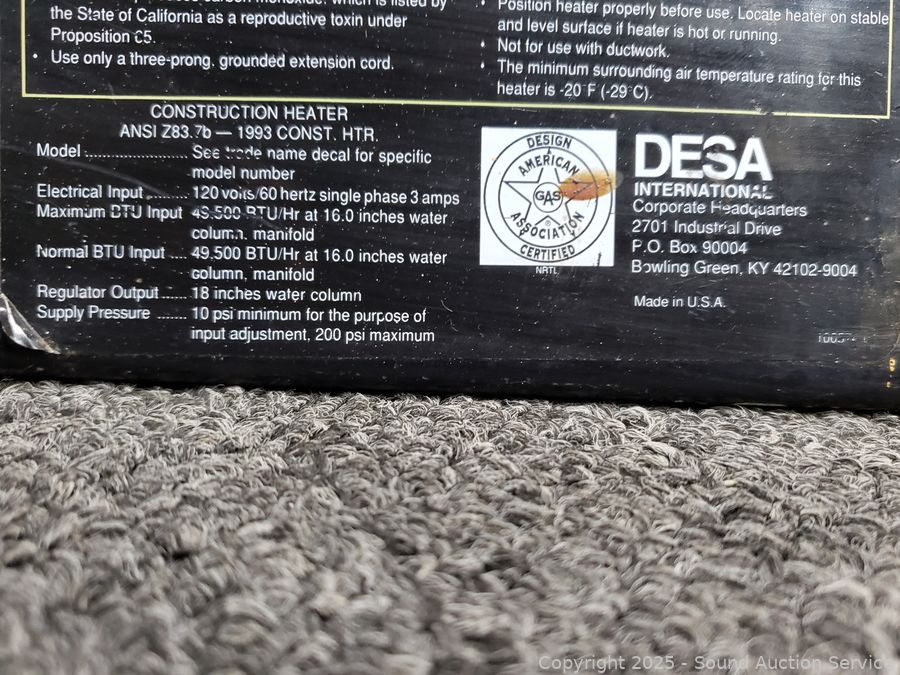 the State of California as a reproductive toxin under
Proposition 65.
• Use only a three-prong, grounded extension cord.
• Position heater properly before use. Locate heater on stable
and level surface if heater is hot or running.
• Not for use with ductwork.
• The minimum surrounding air temperature rating for this
heater is -20 F (-29 C).
CONSTRUCTION HEATER
ANSI Z83.7b — 1993 CONST. HTR.
Model .................... See trade name decal for specific
model number
Electrical Input ....... 120 volts/60 hertz single phase 3 amps
Maximum BTU Input 49,500 BTU/Hr at 16.0 inches water
column, manifold
Normal BTU Input .... 49,500 BTU/Hr at 16.0 inches water
column, manifold
Regulator Output ...... 18 inches water column
Supply Pressure ....... 10 psi minimum for the purpose of
input adjustment, 200 psi maximum
DESIGN
AMERICAN
GAS
ASSOCIATION
CERTIFIED
NRTL
DESA
INTERNATIONAL
Corporate Headquarters
2701 Industrial Drive
P.O. Box 90004
Bowling Green, KY 42102-9004
Made in U.S.A.
Copyright 2025 - Sound Auction Service